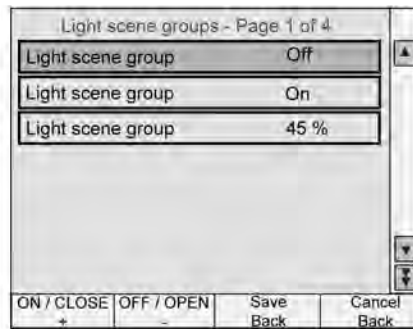 Light scene groups - Page 1 of 4
Light scene group Off
Light scene group On
Light scene group 45 %
ON / CLOSE OFF / OPEN Save Cancel
+ - Back Back